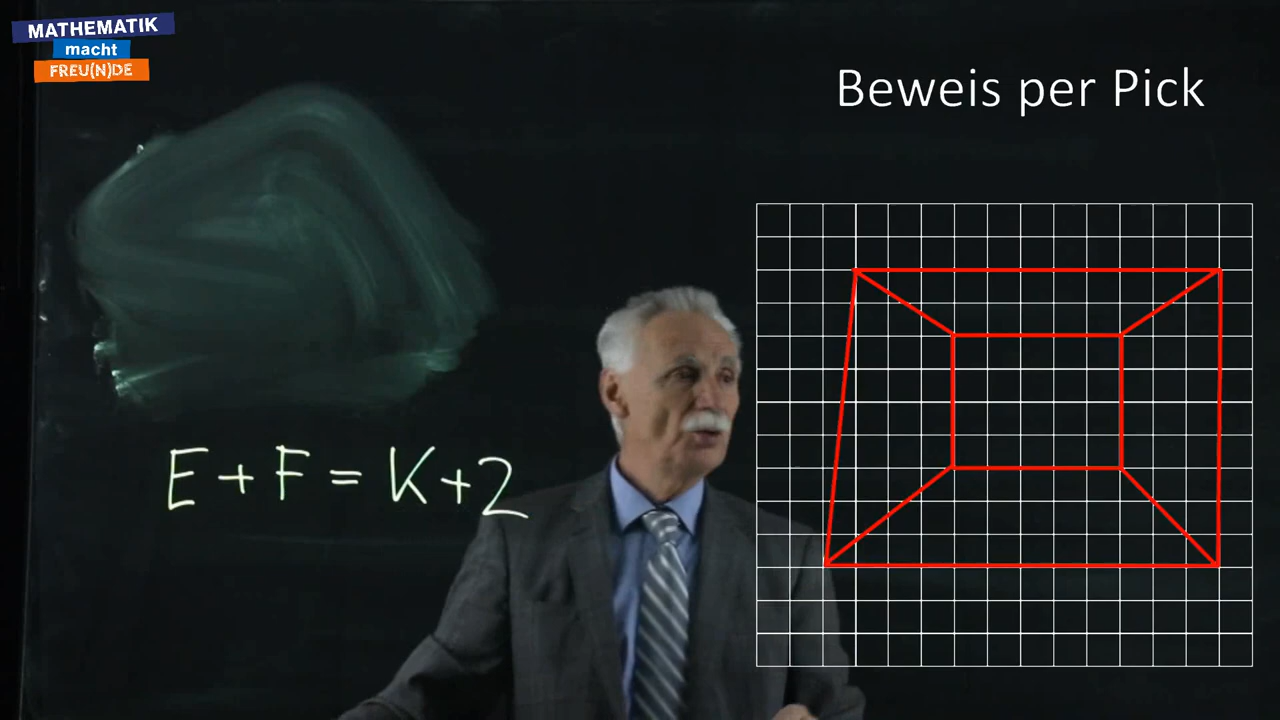 MATHEMATIK
macht
FREU(N)DE
Beweis per Pick
E + F = K + 2